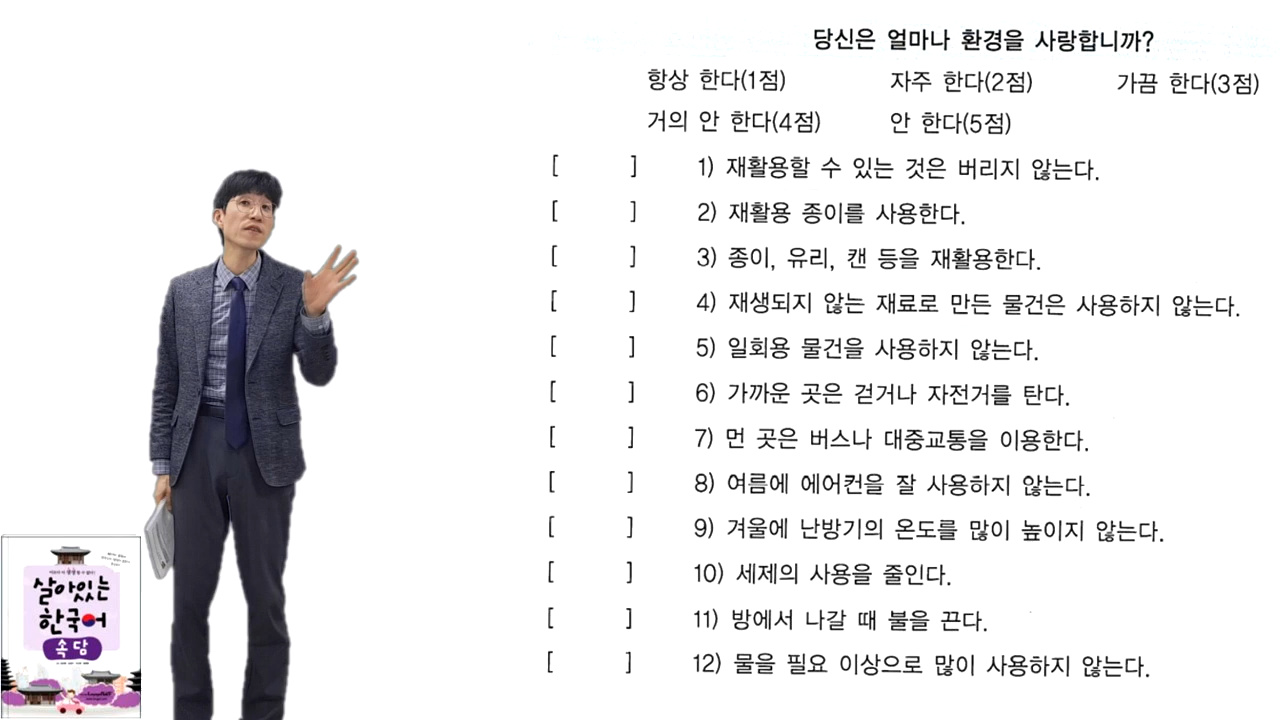 당신은 얼마나 환경을 사랑합니까?
항상 한다(1점) 자주 한다(2점) 가끔 한다(3점)
거의 안 한다(4점) 안 한다(5점)
[ ] 1) 재활용할 수 있는 것은 버리지 않는다.
[ ] 2) 재활용 종이를 사용한다.
[ ] 3) 종이, 유리, 캔 등을 재활용한다.
[ ] 4) 재생되지 않는 재료로 만든 물건은 사용하지 않는다.
[ ] 5) 일회용 물건을 사용하지 않는다.
[ ] 6) 가까운 곳은 걷거나 자전거를 탄다.
[ ] 7) 먼 곳은 버스나 대중교통을 이용한다.
[ ] 8) 여름에 에어컨을 잘 사용하지 않는다.
[ ] 9) 겨울에 난방기의 온도를 많이 높이지 않는다.
[ ] 10) 세제의 사용을 줄인다.
[ ] 11) 방에서 나갈 때 불을 끈다.
[ ] 12) 물을 필요 이상으로 많이 사용하지 않는다.
살아있는
한국어
속담